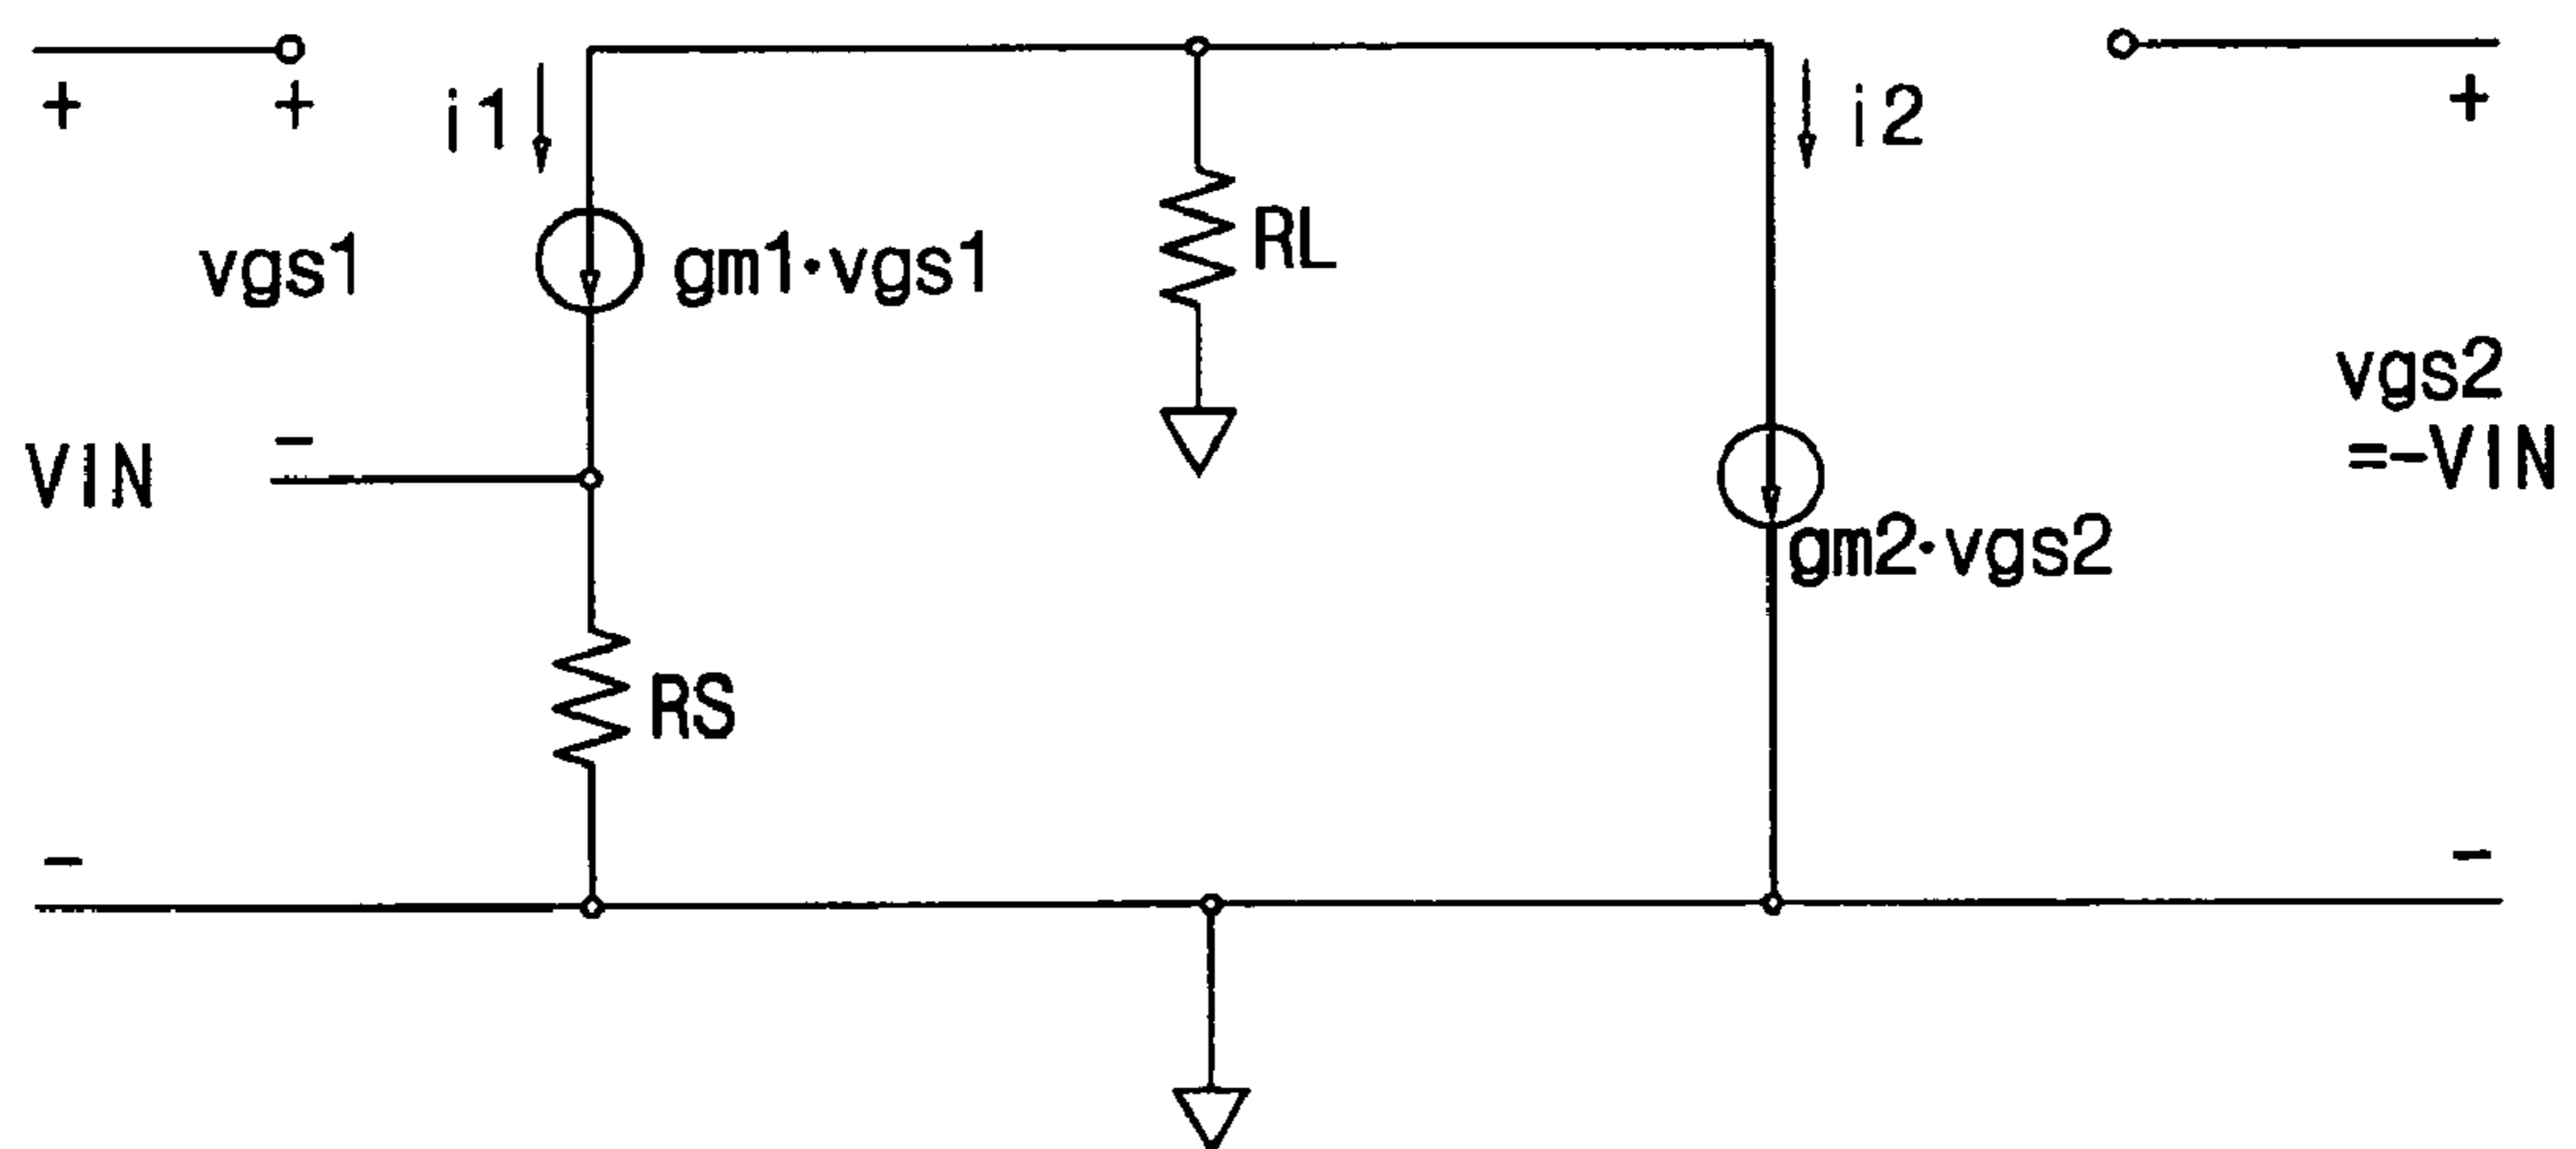 +
+
i1
i2
+
vgs1
gm1·vgs1
RL
vgs2
=-VIN
-
VIN
gm2·vgs2
RS
-
-